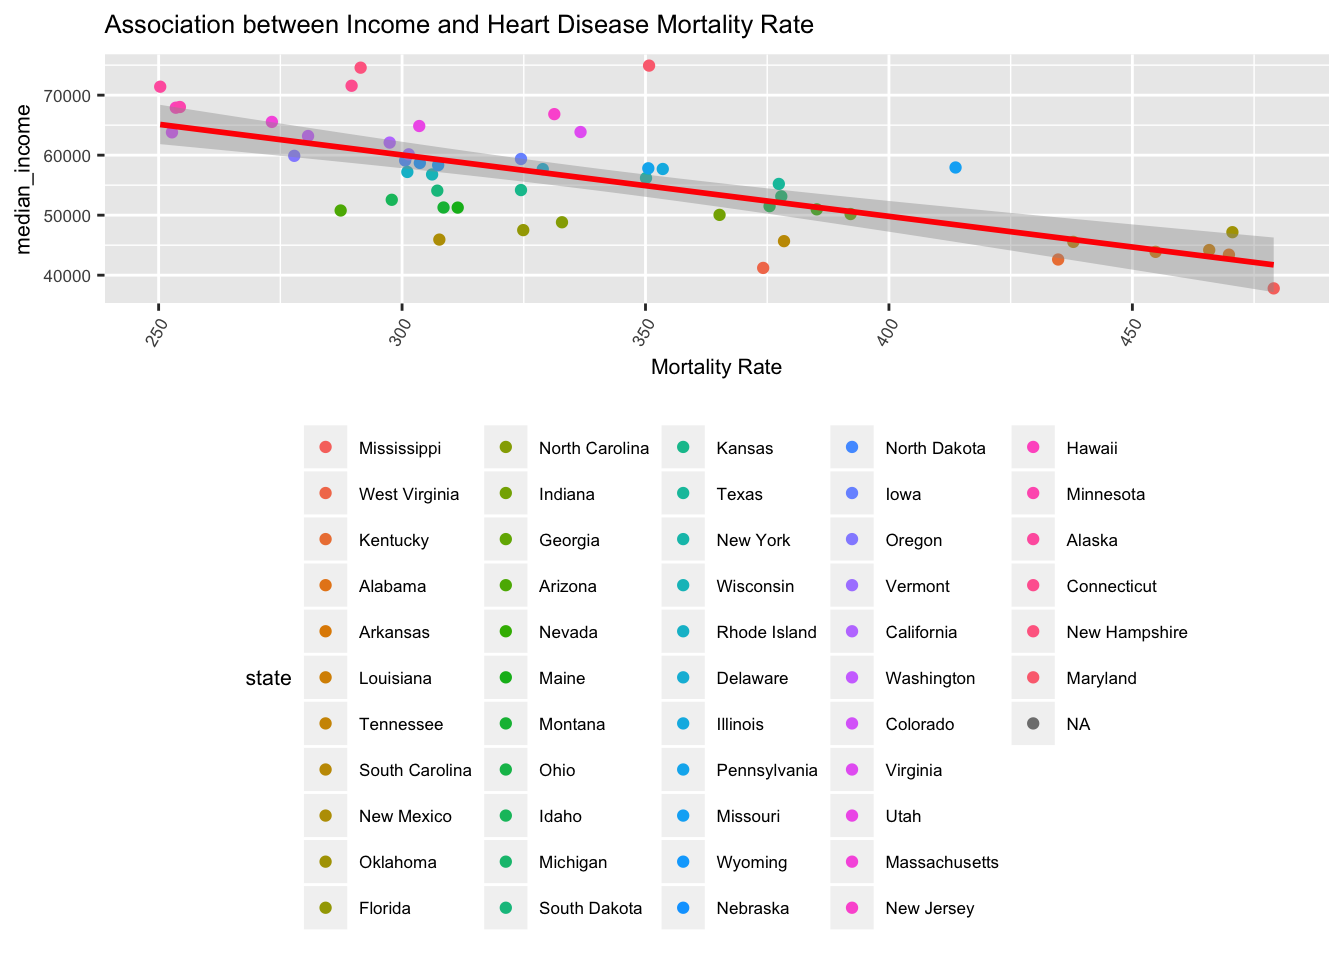 Association between Income and Heart Disease Mortality Rate
median_income
70000
60000
50000
40000
250
300
350
400
450
Mortality Rate
state
Mississippi
West Virginia
Kentucky
Alabama
Arkansas
Louisiana
Tennessee
South Carolina
New Mexico
Oklahoma
Florida
North Carolina
Indiana
Georgia
Arizona
Nevada
Maine
Montana
Ohio
Idaho
Michigan
South Dakota
Kansas
Texas
New York
Wisconsin
Rhode Island
Delaware
Illinois
Pennsylvania
Missouri
Wyoming
Nebraska
North Dakota
Iowa
Oregon
Vermont
California
Washington
Colorado
Virginia
Utah
Massachusetts
New Jersey
Hawaii
Minnesota
Alaska
Connecticut
New Hampshire
Maryland
NA